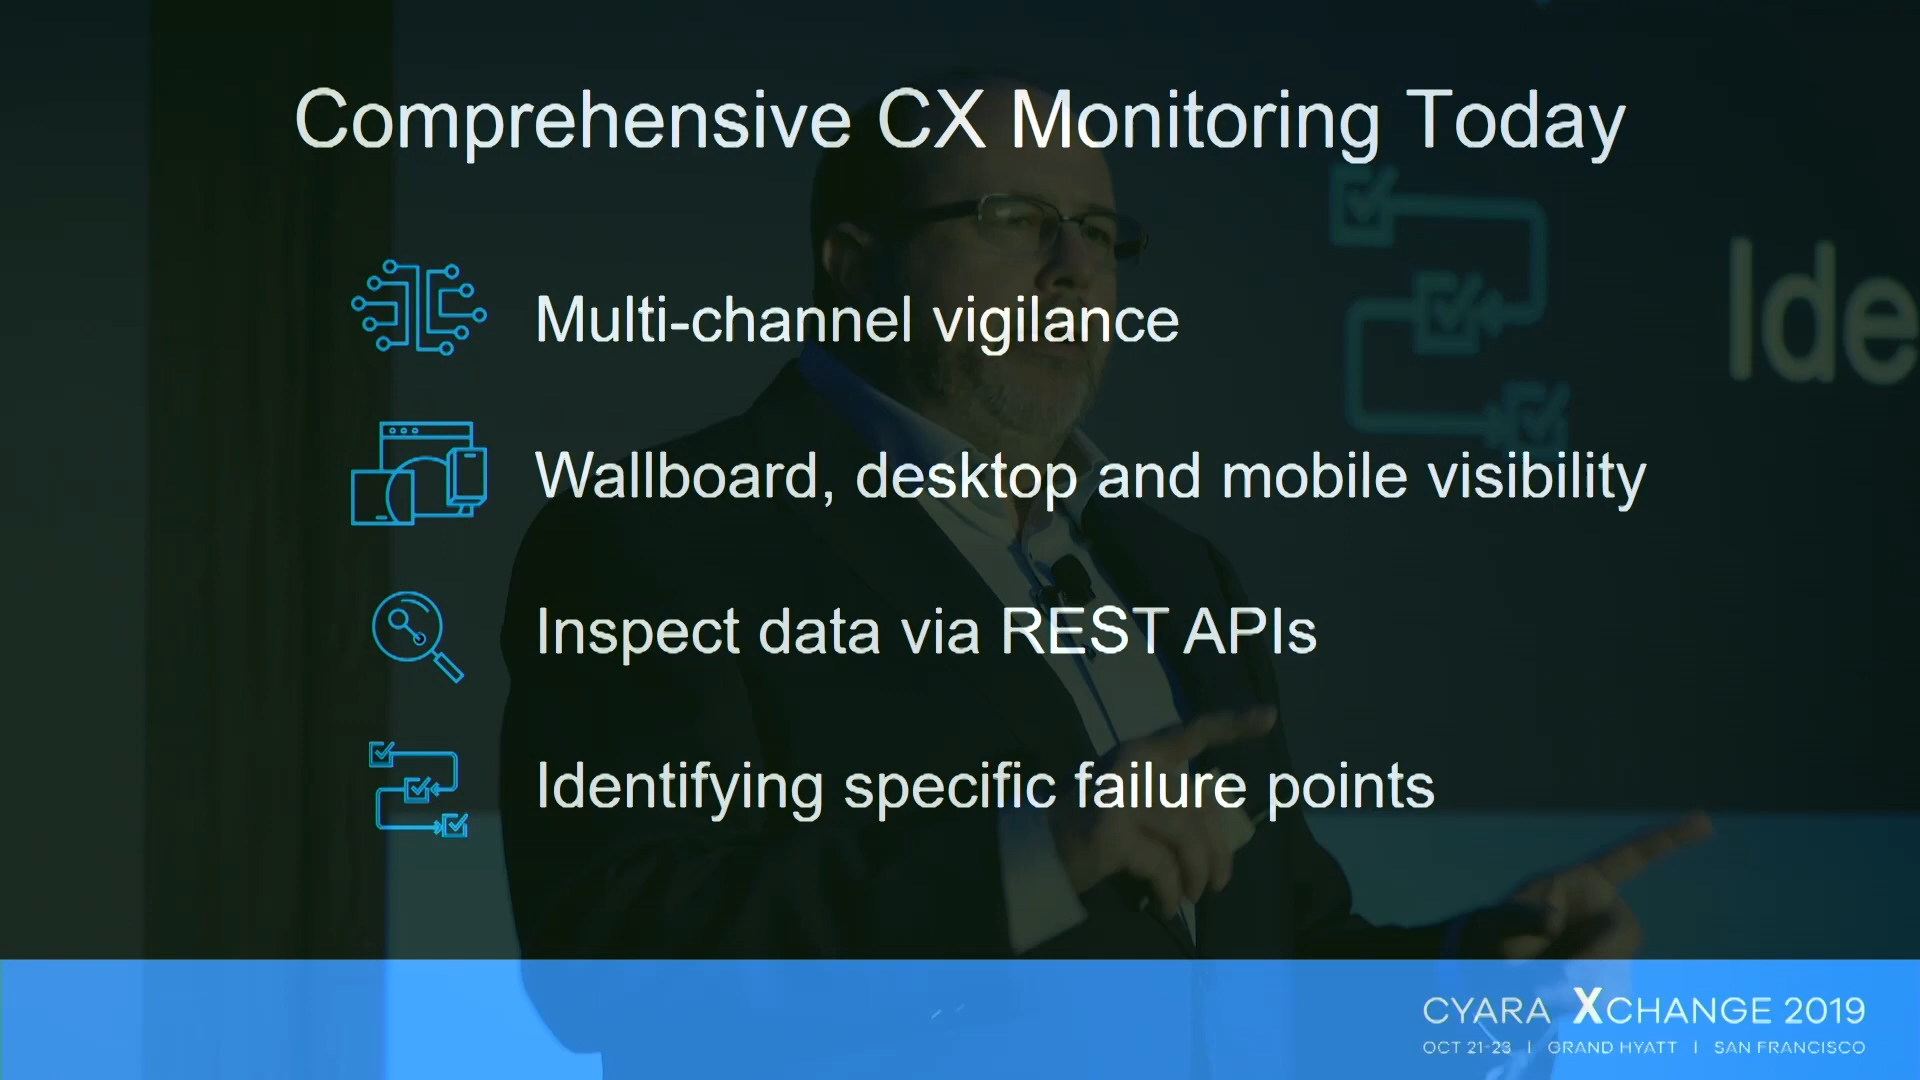 Comprehensive CX Monitoring Today
Multi-channel vigilance
Ide
Wallboard, desktop and mobile visibility
Inspect data via REST APIs
Identifying specific failure points
CYARA XCHANGE 2019
OCT 21-23 | GRAND HYATT | SAN FRANCISCO